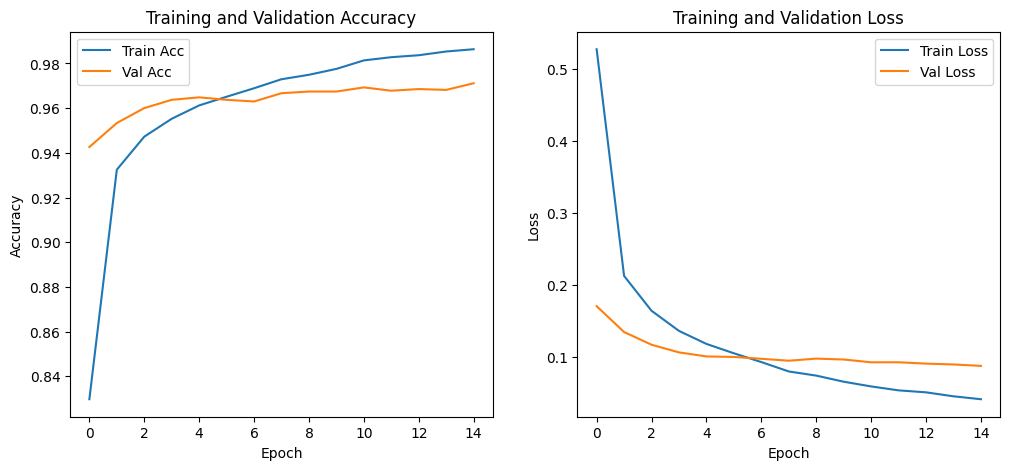 Training and Validation Accuracy
Train Acc
Val Acc
0.98
0.96
0.94
0.92
0.90
0.88
0.86
0.84
Accuracy
0 2 4 6 8 10 12 14
Epoch
Training and Validation Loss
Train Loss
Val Loss
0.5
0.4
0.3
0.2
0.1
Loss
0 2 4 6 8 10 12 14
Epoch